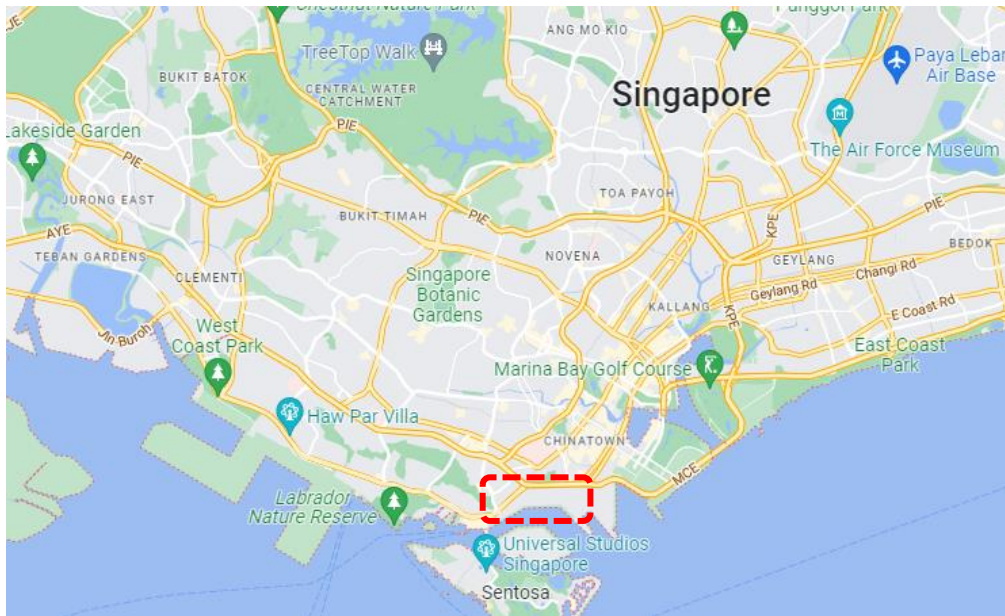 Chestnut Nature Park
Punggol Park
ANG MO KIO
TreeTop Walk
Paya Lebar
Air Base
BUKIT BATOK
CENTRAL WATER
CATCHMENT
Singapore
PIE
Lakeside Garden
The Air Force Museum
PIE
JURONG EAST
TOA PAYOH
BUKIT TIMAH
PIE
PIE
AYE
KPE
BEDOK
TEBAN GARDENS
NOVENA
GEYLANG
CLEMENTI
Singapore
Botanic
Gardens
Changi Rd
Geylang Rd
KALLANG
E Coast Rd
KPE
Jln Buroh
West
Coast Park
East Coast
Park
Marina Bay Golf Course
Haw Par Villa
CHINATOWN
MCE
Labrador
Nature Reserve
Universal Studios
Singapore
Sentosa